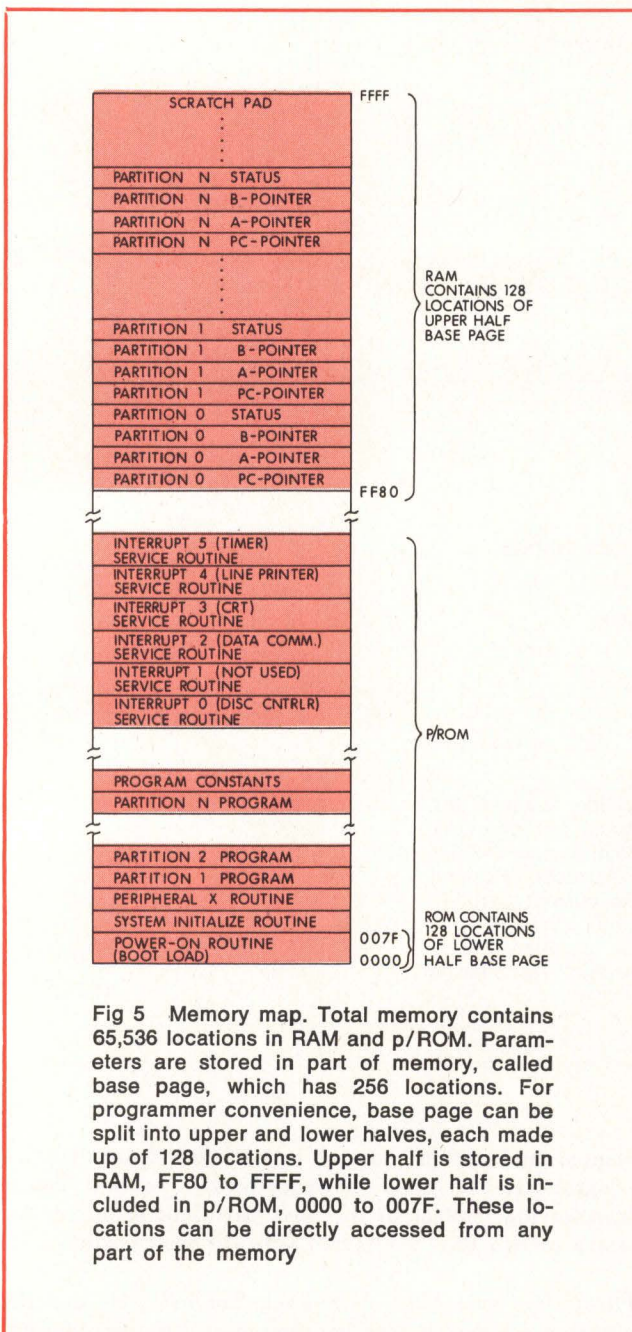 SCRATCH PAD
FFFF
PARTITION N STATUS
PARTITION N B-POINTER
PARTITION N A-POINTER
PARTITION N PC-POINTER
RAM
CONTAINS 128
LOCATIONS OF
UPPER HALF
BASE PAGE
PARTITION 1 STATUS
PARTITION 1 B-POINTER
PARTITION 1 A-POINTER
PARTITION 1 PC-POINTER
PARTITION 0 STATUS
PARTITION 0 B-POINTER
PARTITION 0 A-POINTER
PARTITION 0 PC-POINTER
FF80
INTERRUPT 5 (TIMER)
SERVICE ROUTINE
INTERRUPT 4 (LINE PRINTER)
SERVICE ROUTINE
INTERRUPT 3 (CRT)
SERVICE ROUTINE
INTERRUPT 2 (DATA COMM.)
SERVICE ROUTINE
INTERRUPT 1 (NOT USED)
SERVICE ROUTINE
INTERRUPT 0 (DISC CNTRLR)
SERVICE ROUTINE
P/ROM
PROGRAM CONSTANTS
PARTITION N PROGRAM
PARTITION 2 PROGRAM
PARTITION 1 PROGRAM
PERIPHERAL X ROUTINE
SYSTEM INITIALIZE ROUTINE
POWER-ON ROUTINE
(BOOT LOAD)
007F
0000
ROM CONTAINS
128 LOCATIONS
OF LOWER
HALF BASE PAGE
Fig 5 Memory map. Total memory contains
65,536 locations in RAM and p/ROM. Param-
eters are stored in part of memory, called
base page, which has 256 locations. For
programmer convenience, base page can be
split into upper and lower halves, each made
up of 128 locations. Upper half is stored in
RAM, FF80 to FFFF, while lower half is in-
cluded in p/ROM, 0000 to 007F. These lo-
cations can be directly accessed from any
part of the memory